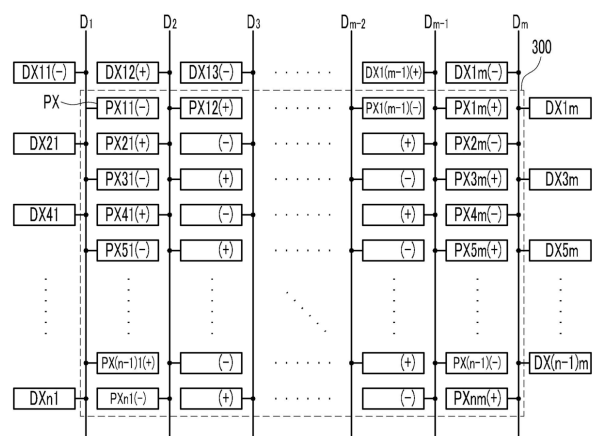 D1 D2 D3 Dm-2 Dm-1 Dm
300
DX11(-) DX12(+) DX13(-) DX1(m-1)(+) DX1m(-)
PX PX11(-) PX12(+) PX1(m-1)(-) PX1m(+) DX1m
DX21 PX21(+) (-) (+) PX2m(-)
PX31(-) (+) (-) PX3m(+) DX3m
DX41 PX41(+) (-) (+) PX4m(-)
PX51(-) (+) (-) PX5m(+) DX5m
PX(n-1)1(+) (-) (+) PX(n-1)(-) DX(n-1)m
DXn1 PXn1(-) (+) (-) PXnm(+)